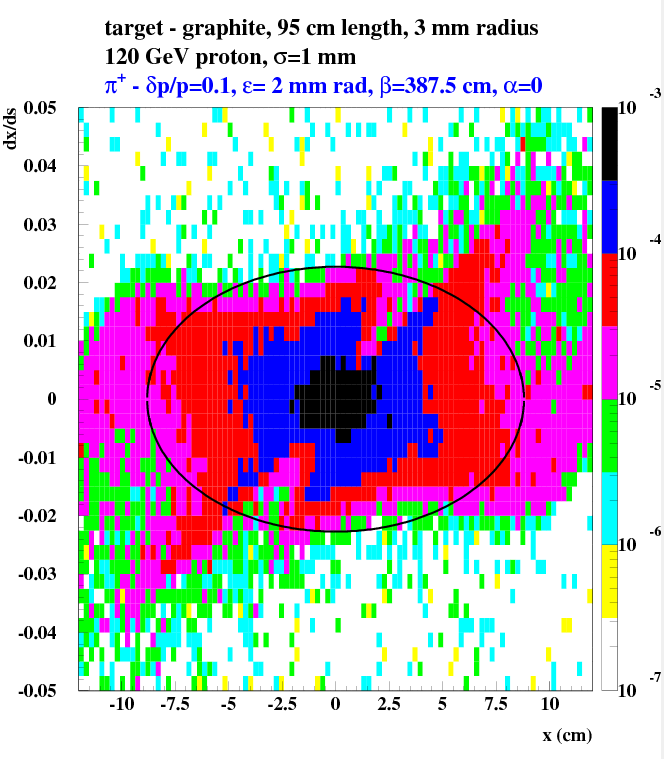 target - graphite, 95 cm length, 3 mm radius
120 GeV proton, σ=1 mm
π⁺ - δp/p=0.1, ε= 2 mm rad, β=387.5 cm, α=0
dx/ds
0.05
0.04
0.03
0.02
0.01
0
-0.01
-0.02
-0.03
-0.04
-0.05
-10 -7.5 -5 -2.5 0 2.5 5 7.5 10
x (cm)
10 -3
10 -4
10 -5
10 -6
10 -7